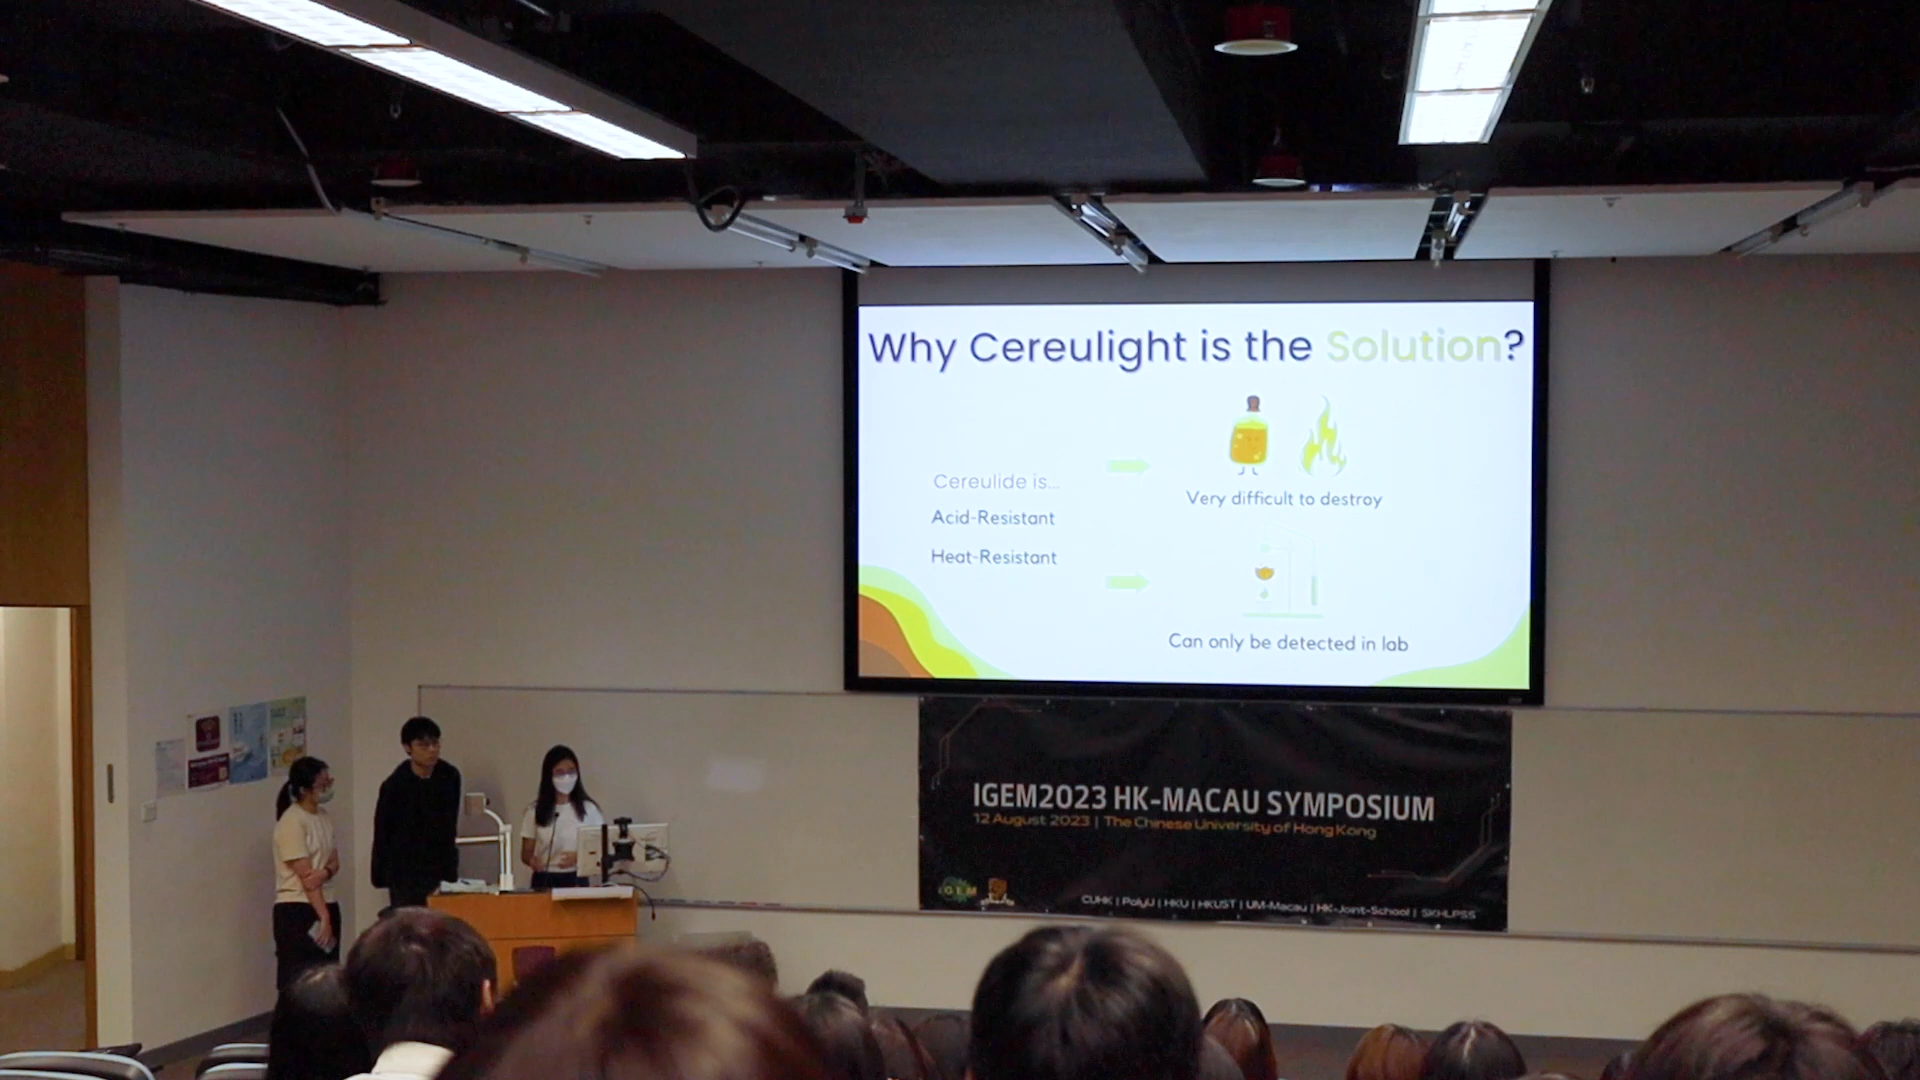 Why Cereulight is the Solution?
Cereulide is...
Acid-Resistant
Heat-Resistant
Very difficult to destroy
Can only be detected in lab
IGEM2023 HK-MACAU SYMPOSIUM
12 August 2023 | The Chinese University of Hong Kong
iGEM
CUHK | PolyU | HKU | HKUST | UM-Macau | HK-Joint-School | SKHLPSS